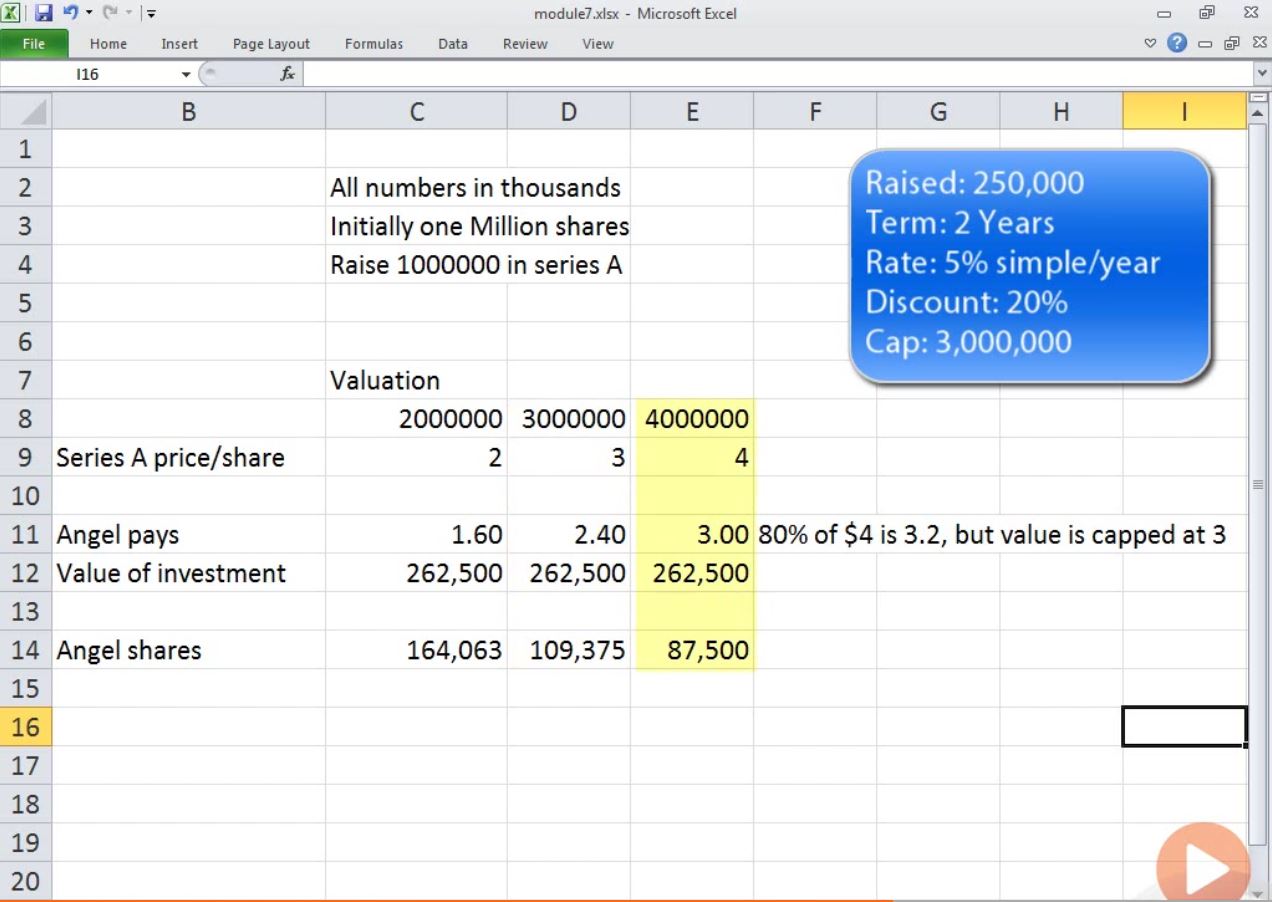 module7.xlsx - Microsoft Excel
File Home Insert Page Layout Formulas Data Review View
I16 fx
B C D E F G H I
1
2 All numbers in thousands
3 Initially one Million shares
4 Raise 1000000 in series A
5
6
7 Valuation
8 2000000 3000000 4000000
9 Series A price/share 2 3 4
10
11 Angel pays 1.60 2.40 3.00 80% of $4 is 3.2, but value is capped at 3
12 Value of investment 262,500 262,500 262,500
13
14 Angel shares 164,063 109,375 87,500
15
16
17
18
19
20
Raised: 250,000
Term: 2 Years
Rate: 5% simple/year
Discount: 20%
Cap: 3,000,000